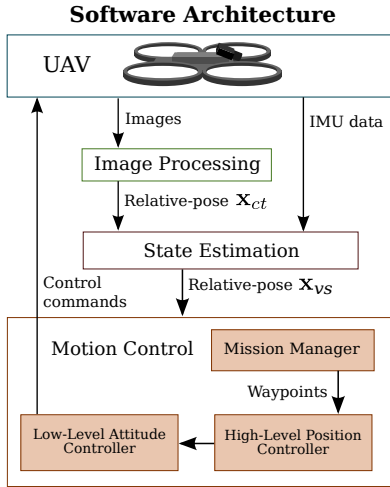 Software Architecture
UAV
Images
IMU data
Image Processing
Relative-pose x_ct
State Estimation
Control
commands
Relative-pose x_vs
Motion Control
Mission Manager
Waypoints
Low-Level Attitude
Controller
High-Level Position
Controller